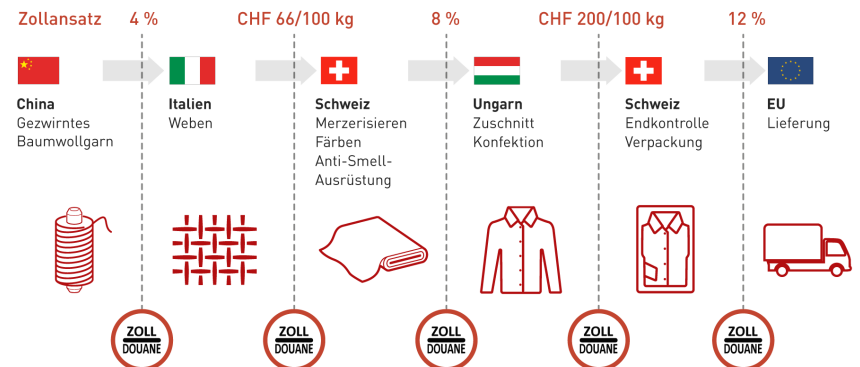 Zollansatz 4 % CHF 66/100 kg 8 % CHF 200/100 kg 12 %
China
Gezwirntes
Baumwollgarn
Italien
Weben
Schweiz
Merzerisieren
Färben
Anti-Smell-
Ausrüstung
Ungarn
Zuschnitt
Konfektion
Schweiz
Endkontrolle
Verpackung
EU
Lieferung
ZOLL
DOUANE
ZOLL
DOUANE
ZOLL
DOUANE
ZOLL
DOUANE
ZOLL
DOUANE